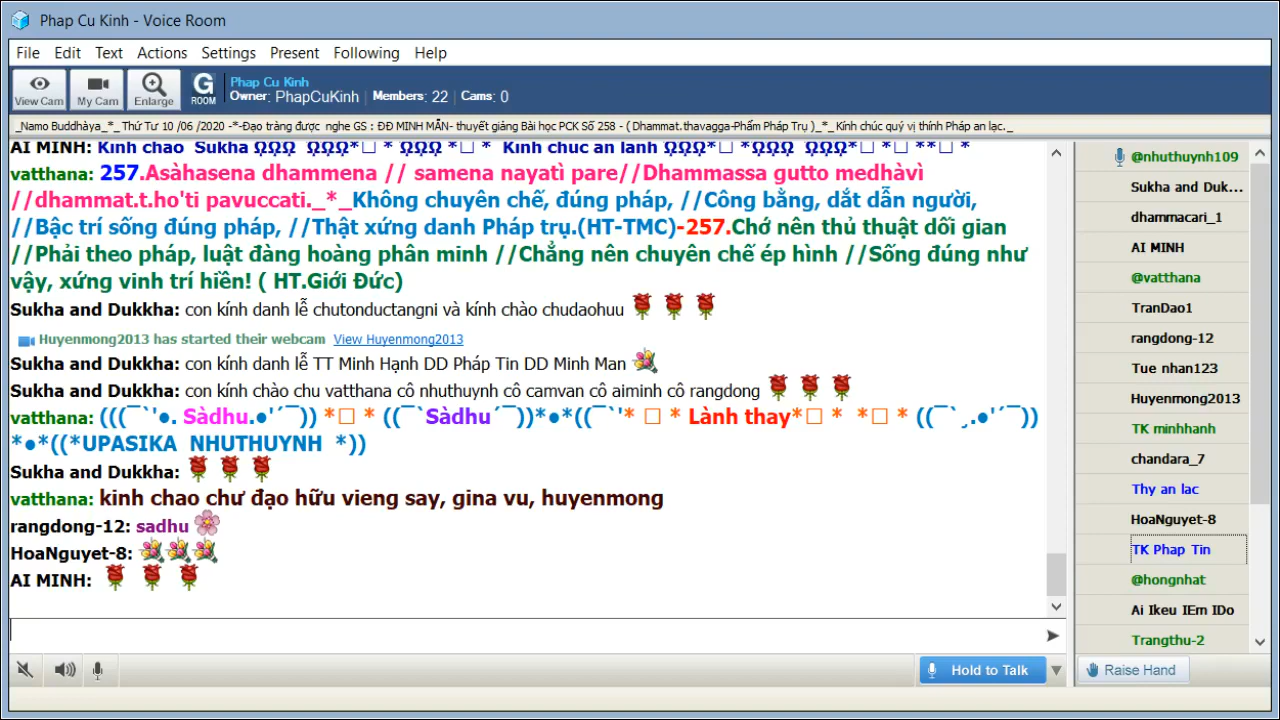 Phap Cu Kinh - Voice Room
File Edit Text Actions Settings Present Following Help
View Cam My Cam Enlarge G ROOM
Phap Cu Kinh
Owner: PhapCuKinh Members: 22 Cams: 0
_Namo Buddhàya_*_ Thứ Tư 10 /06 /2020 -*-Đạo tràng được nghe GS : ĐĐ MINH MẪN- thuyết giảng Bài học PCK Số 258 - ( Dhammat.thavagga-Phẩm Pháp Trụ )_*_ Kính chúc quý vị thính Pháp an lạc._
AI MINH: Kính chào Sukha ΩΩΩ ΩΩΩ*□ * ΩΩΩ *□ * Kính chúc an lành ΩΩΩ*□ *ΩΩΩ ΩΩΩ*□ *□ **□ *
vatthana: 257.Asàhasena dhammena // samena nayatì pare//Dhammassa gutto medhàvì
//dhammat.t.ho'ti pavuccati._*_Không chuyên chế, đúng pháp, //Công bằng, dắt dẫn người,
//Bậc trí sống đúng pháp, //Thật xứng danh Pháp trụ.(HT-TMC)-257.Chớ nên thủ thuật dối gian
//Phải theo pháp, luật đàng hoàng phân minh //Chẳng nên chuyên chế ép hình //Sống đúng như
vậy, xứng vinh trí hiền! ( HT.Giới Đức)
Sukha and Dukkha: con kính danh lễ chutonductangni và kính chào chudaohuu
Huyenmong2013 has started their webcam View Huyenmong2013
Sukha and Dukkha: con kính danh lễ TT Minh Hạnh DD Pháp Tin DD Minh Man
Sukha and Dukkha: con kính chào chu vatthana cô nhuthuynh cô camvan cô aiminh cô rangdong
vatthana: (((¯`'●. Sàdhu.●'´¯)) *□ * ((¯`Sàdhu´¯))*●*((¯`'* □ * Lành thay*□ * *□ * ((¯`¸.●'´¯))
*●*((*UPASIKA NHUTHUYNH *))
Sukha and Dukkha:
vatthana: kinh chao chư đạo hữu vieng say, gina vu, huyenmong
rangdong-12: sadhu
HoaNguyet-8:
AI MINH:
Hold to Talk
@nhuthuynh109
Sukha and Duk...
dhammacari_1
AI MINH
@vatthana
TranDao1
rangdong-12
Tue nhan123
Huyenmong2013
TK minhhanh
chandara_7
Thy an lac
HoaNguyet-8
TK Phap Tin
@hongnhat
Ai Ikeu IEm IDo
Trangthu-2
Raise Hand